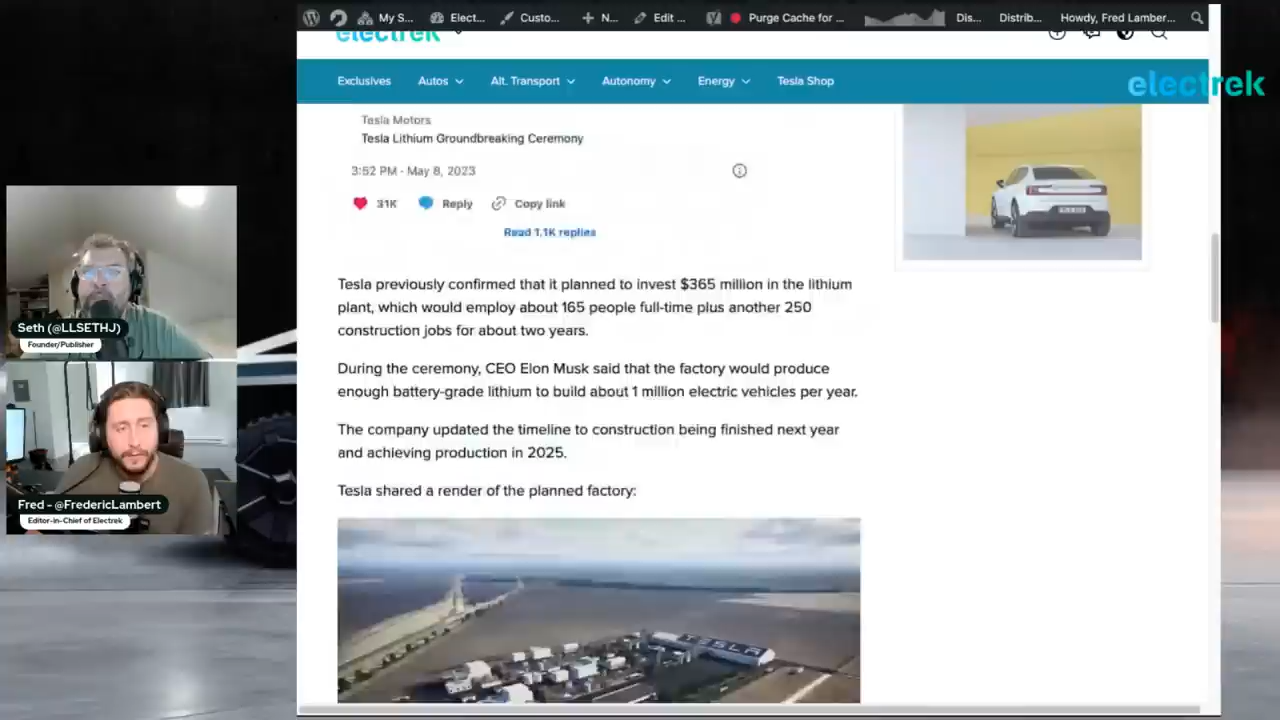 My S...
Elect...
Custo...
N...
Edit ...
Purge Cache for ...
Dis...
Distrib...
Howdy, Fred Lamber...
electrek
Exclusives
Autos
Alt. Transport
Autonomy
Energy
Tesla Shop
electrek
Tesla Motors
Tesla Lithium Groundbreaking Ceremony
3:52 PM · May 8, 2023
31K
Reply
Copy link
Read 1.1K replies
Tesla previously confirmed that it planned to invest $365 million in the lithium
plant, which would employ about 165 people full-time plus another 250
construction jobs for about two years.
During the ceremony, CEO Elon Musk said that the factory would produce
enough battery-grade lithium to build about 1 million electric vehicles per year.
The company updated the timeline to construction being finished next year
and achieving production in 2025.
Tesla shared a render of the planned factory:
TESLA
Seth (@LLSETHJ)
Founder/Publisher
Fred - @FredericLambert
Editor-in-Chief of Electrek